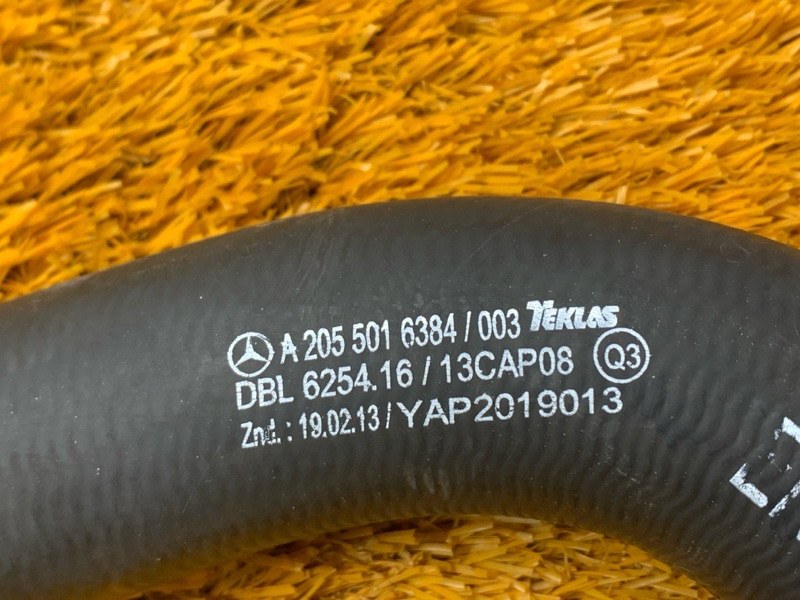 A 205 501 6384 / 003 TEKLAS
DBL 6254.16 / 13CAP08 Q3
Znd. : 19.02.13 / YAP2019013